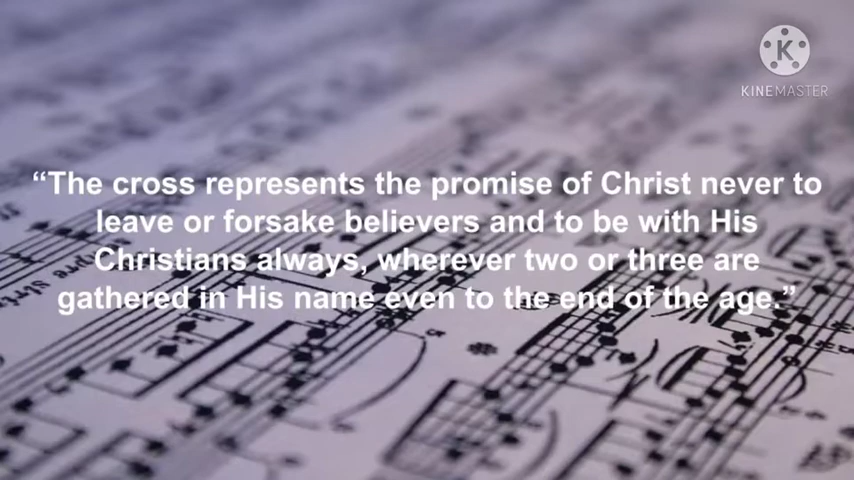 K
KINEMASTER
“The cross represents the promise of Christ never to
leave or forsake believers and to be with His
Christians always, wherever two or three are
gathered in His name even to the end of the age.”